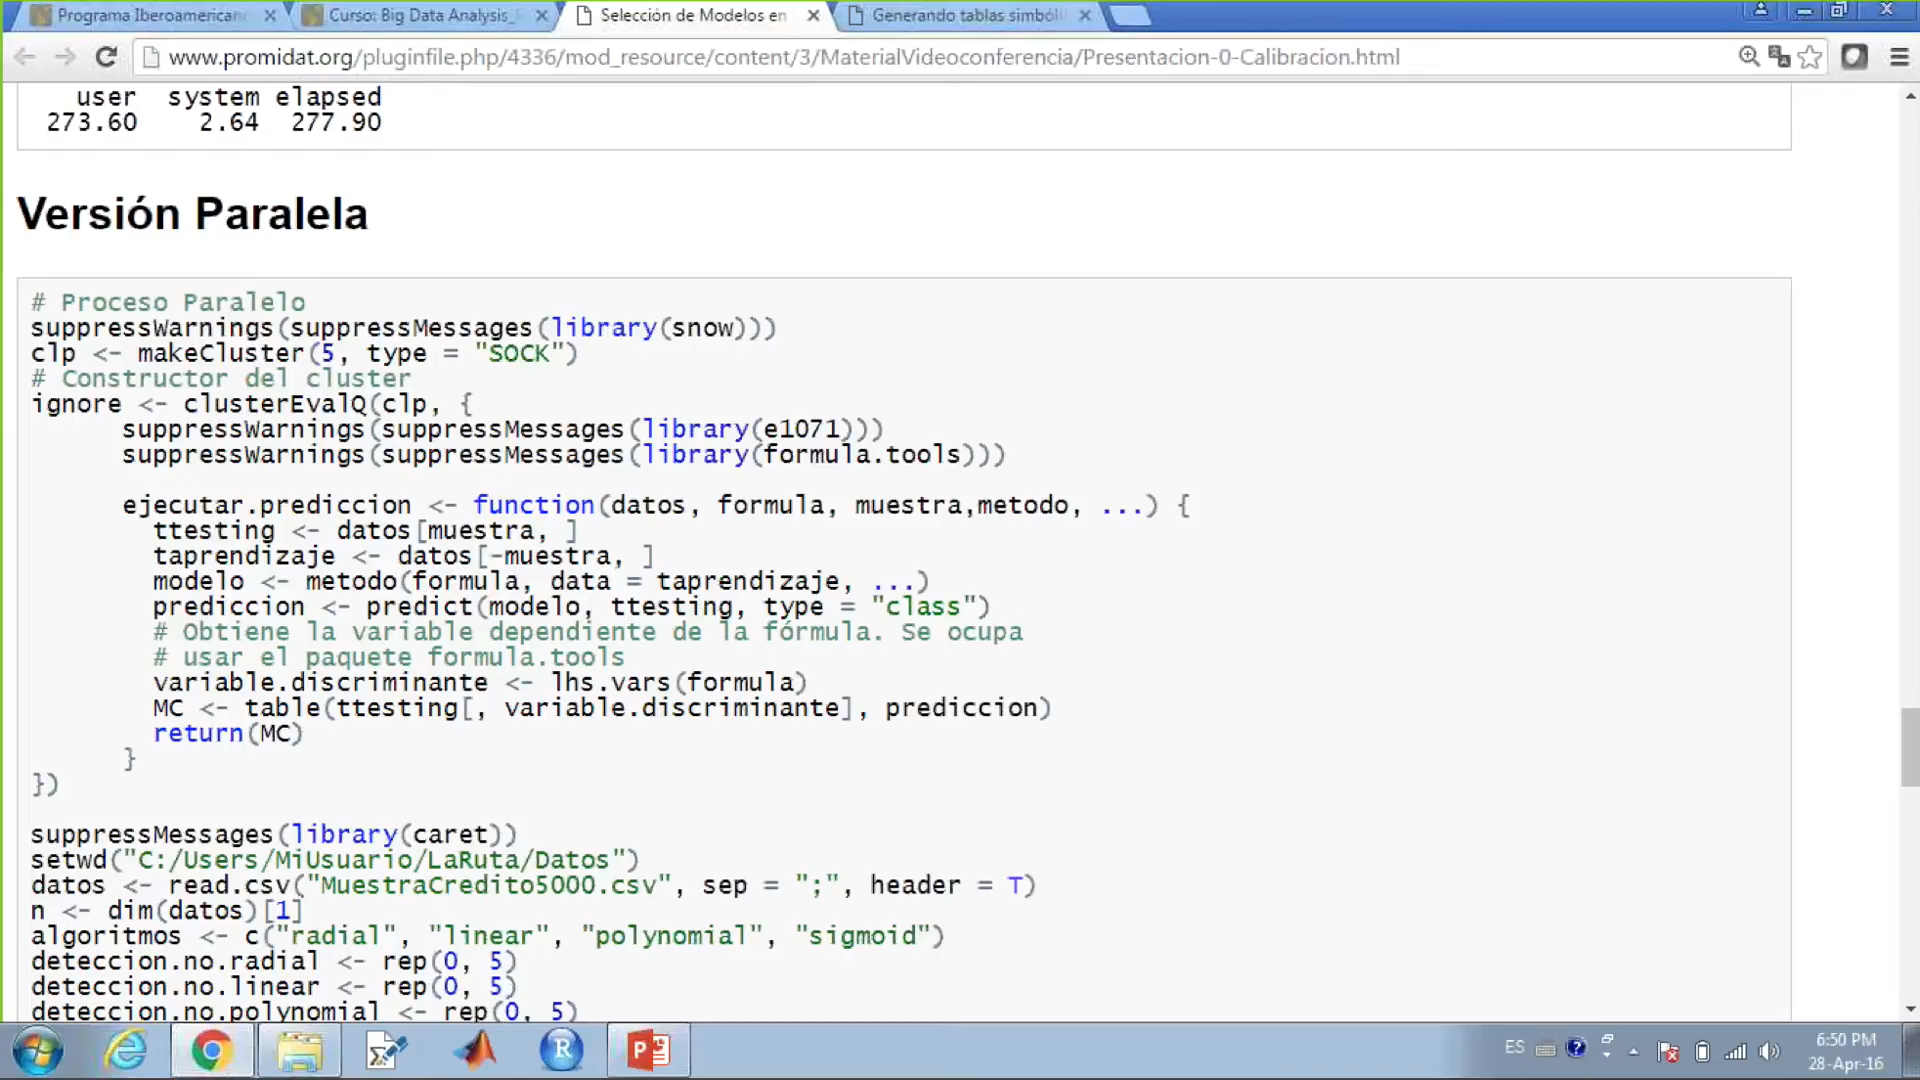 Programa Iberoamerican
Curso: Big Data Analysis_
Selección de Modelos en
Generando tablas simból
www.promidat.org/pluginfile.php/4336/mod_resource/content/3/MaterialVideoconferencia/Presentacion-0-Calibracion.html
user system elapsed
273.60 2.64 277.90
Versión Paralela
# Proceso Paralelo
suppressWarnings(suppressMessages(library(snow)))
clp <- makeCluster(5, type = "SOCK")
# Constructor del cluster
ignore <- clusterEvalQ(clp, {
suppressWarnings(suppressMessages(library(e1071)))
suppressWarnings(suppressMessages(library(formula.tools)))
ejecutar.prediccion <- function(datos, formula, muestra,metodo, ...) {
ttesting <- datos[muestra, ]
taprendizaje <- datos[-muestra, ]
modelo <- metodo(formula, data = taprendizaje, ...)
prediccion <- predict(modelo, ttesting, type = "class")
# Obtiene la variable dependiente de la fórmula. Se ocupa
# usar el paquete formula.tools
variable.discriminante <- lhs.vars(formula)
MC <- table(ttesting[, variable.discriminante], prediccion)
return(MC)
}
})
suppressMessages(library(caret))
setwd("C:/Users/MiUsuario/LaRuta/Datos")
datos <- read.csv("MuestraCredito5000.csv", sep = ";", header = T)
n <- dim(datos)[1]
algoritmos <- c("radial", "linear", "polynomial", "sigmoid")
deteccion.no.radial <- rep(0, 5)
deteccion.no.linear <- rep(0, 5)
deteccion.no.polynomial <- rep(0, 5)
ES
6:50 PM
28-Apr-16